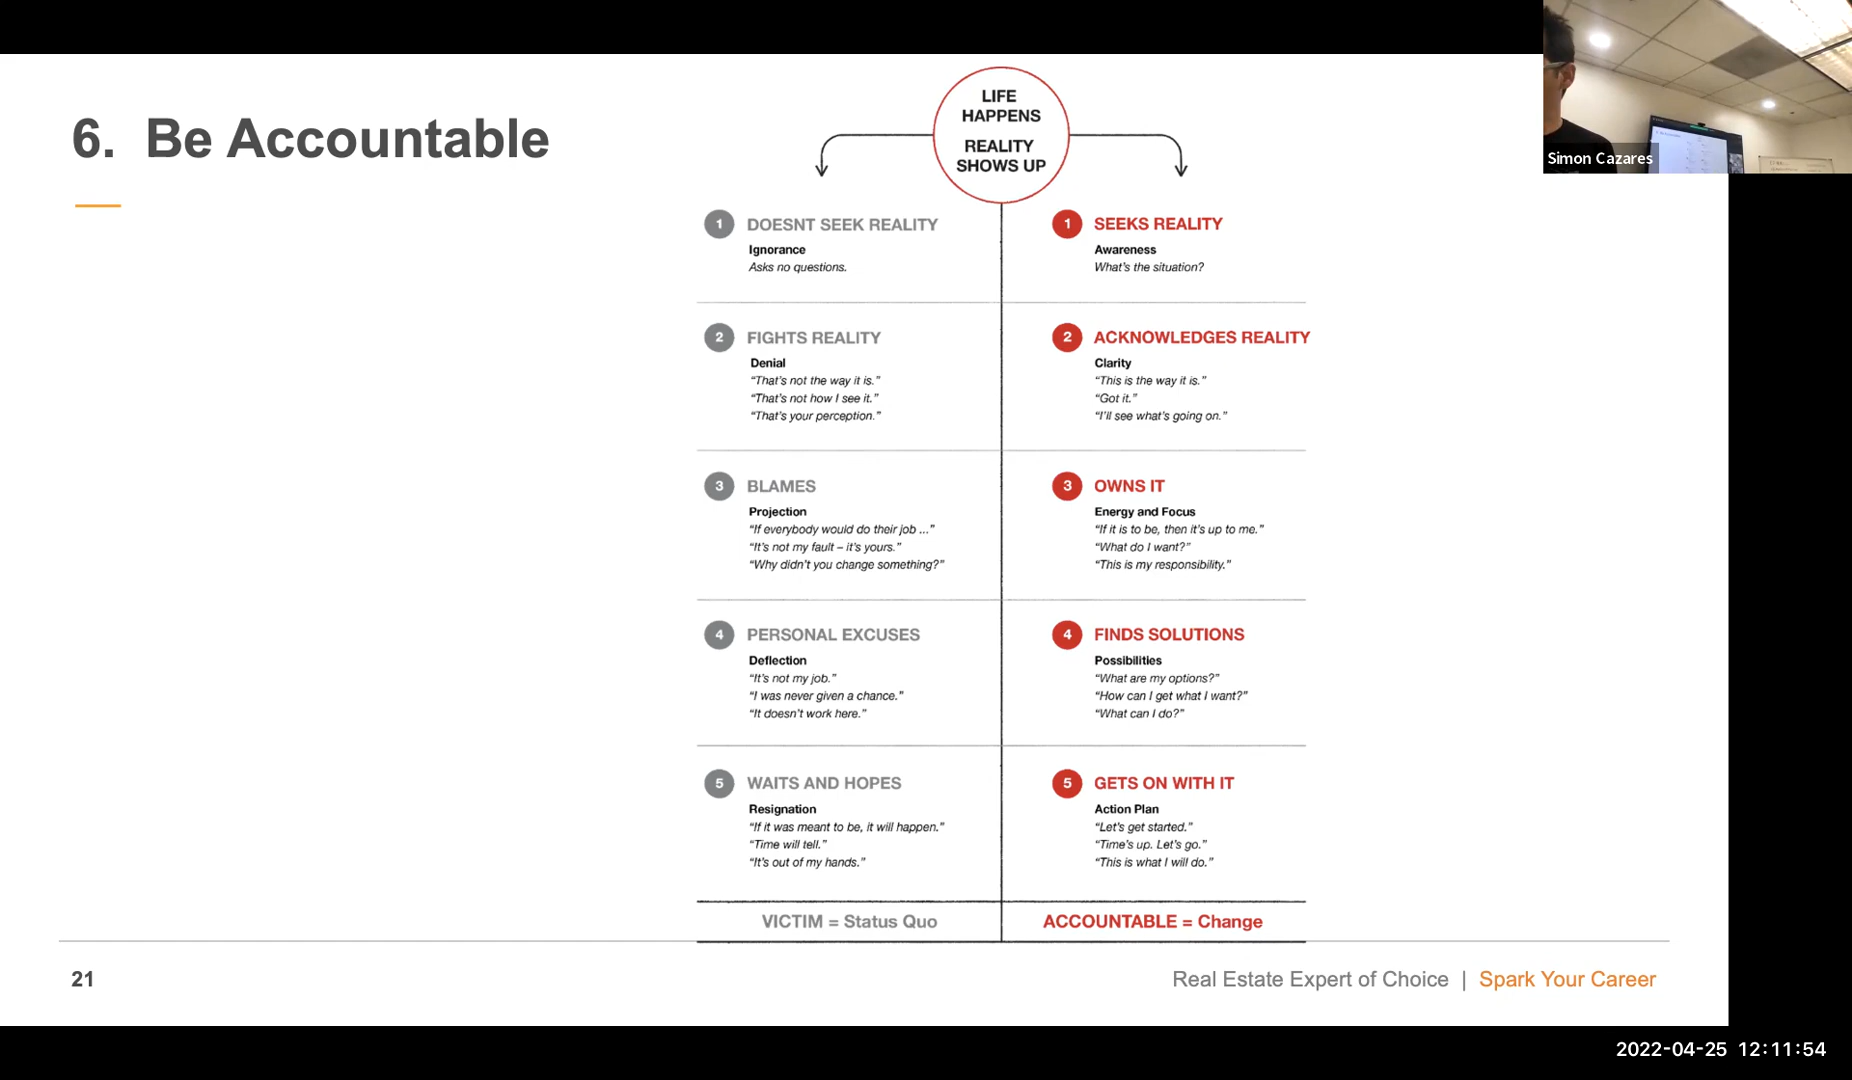 6. Be Accountable
LIFE
HAPPENS
REALITY
SHOWS UP
1 DOESNT SEEK REALITY
Ignorance
Asks no questions.
2 FIGHTS REALITY
Denial
“That’s not the way it is.”
“That’s not how I see it.”
“That’s your perception.”
3 BLAMES
Projection
“If everybody would do their job ...”
“It’s not my fault – it’s yours.”
“Why didn’t you change something?”
4 PERSONAL EXCUSES
Deflection
“It’s not my job.”
“I was never given a chance.”
“It doesn’t work here.”
5 WAITS AND HOPES
Resignation
“If it was meant to be, it will happen.”
“Time will tell.”
“It’s out of my hands.”
VICTIM = Status Quo
1 SEEKS REALITY
Awareness
What’s the situation?
2 ACKNOWLEDGES REALITY
Clarity
“This is the way it is.”
“Got it.”
“I’ll see what’s going on.”
3 OWNS IT
Energy and Focus
“If it is to be, then it’s up to me.”
“What do I want?”
“This is my responsibility.”
4 FINDS SOLUTIONS
Possibilities
“What are my options?”
“How can I get what I want?”
“What can I do?”
5 GETS ON WITH IT
Action Plan
“Let’s get started.”
“Time’s up. Let’s go.”
“This is what I will do.”
ACCOUNTABLE = Change
21
Real Estate Expert of Choice | Spark Your Career
Simon Cazares
2022-04-25 12:11:54